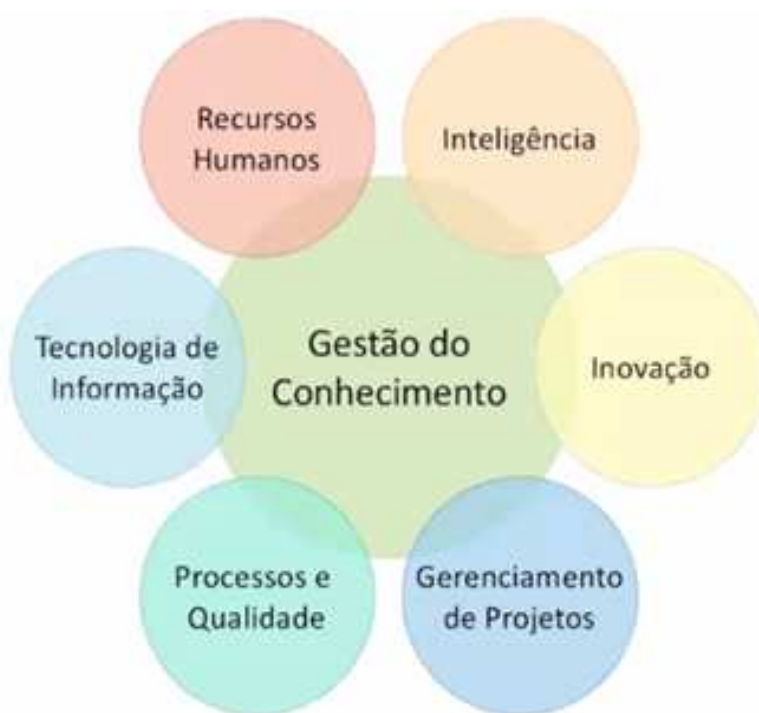 Recursos
Humanos
Inteligência
Tecnologia de
Informação
Gestão do
Conhecimento
Inovação
Processos e
Qualidade
Gerenciamento
de Projetos